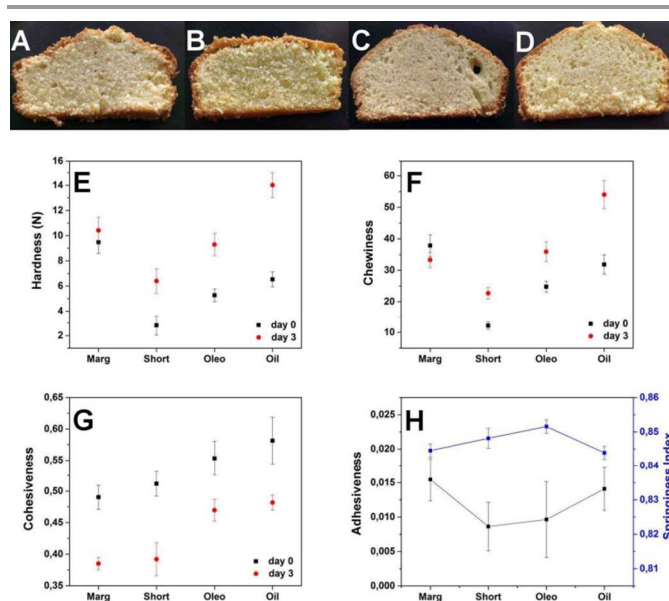 A B C D
E
Hardness (N)
16
14
12
10
8
6
4
2
Marg Short Oleo Oil
day 0
day 3
F
Chewiness
60
50
40
30
20
10
Marg Short Oleo Oil
day 0
day 3
G
Cohesiveness
0,65
0,60
0,55
0,50
0,45
0,40
0,35
Marg Short Oleo Oil
day 0
day 3
H
Adhesiveness
0,025
0,020
0,015
0,010
0,005
0,000
Marg Short Oleo Oil
0,86
0,85
0,84
0,83
0,82
0,81
Springiness Index